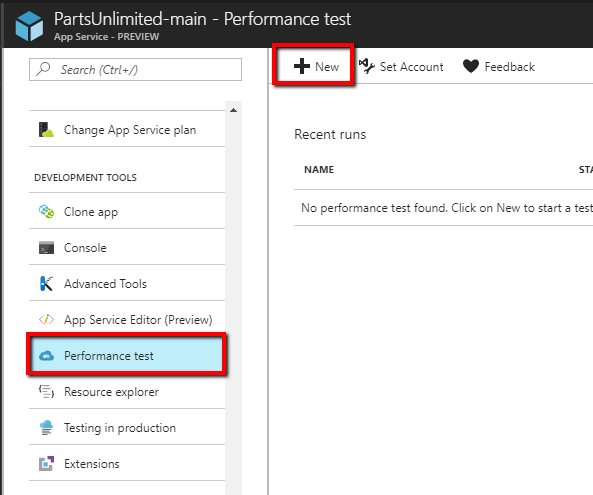 PartsUnlimited-main - Performance test
App Service - PREVIEW
Search (Ctrl+/)
New
Set Account
Feedback
Change App Service plan
DEVELOPMENT TOOLS
Clone app
Console
Advanced Tools
App Service Editor (Preview)
Performance test
Resource explorer
Testing in production
Extensions
Recent runs
NAME STA
No performance test found. Click on New to start a test